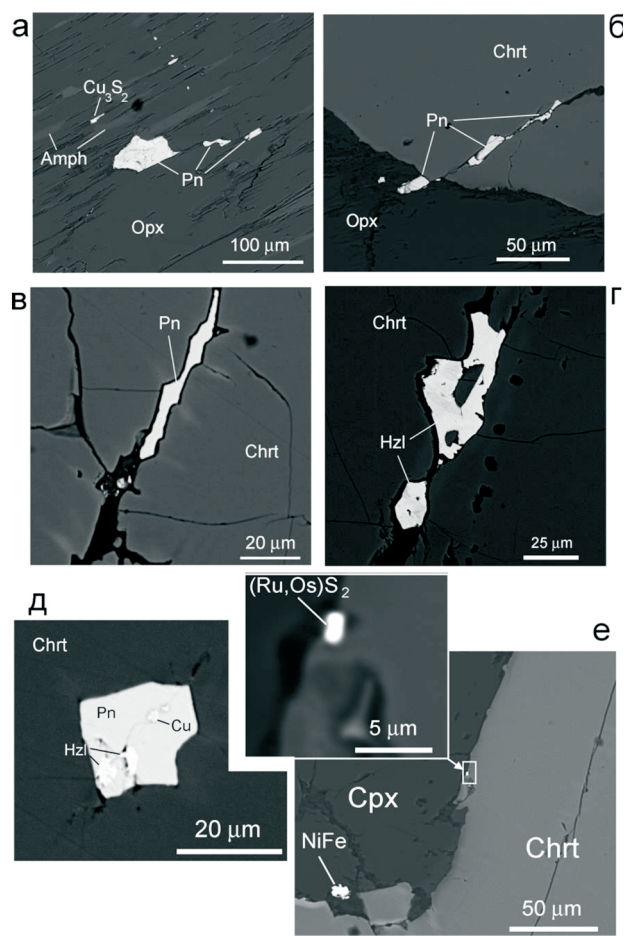 а
Cu3S2
Amph
Pn
Opx
100 μm
б
Chrt
Pn
Opx
50 μm
в
Pn
Chrt
20 μm
г
Chrt
Hzl
25 μm
д
Chrt
Pn
Cu
Hzl
20 μm
(Ru,Os)S2
5 μm
е
Cpx
NiFe
Chrt
50 μm